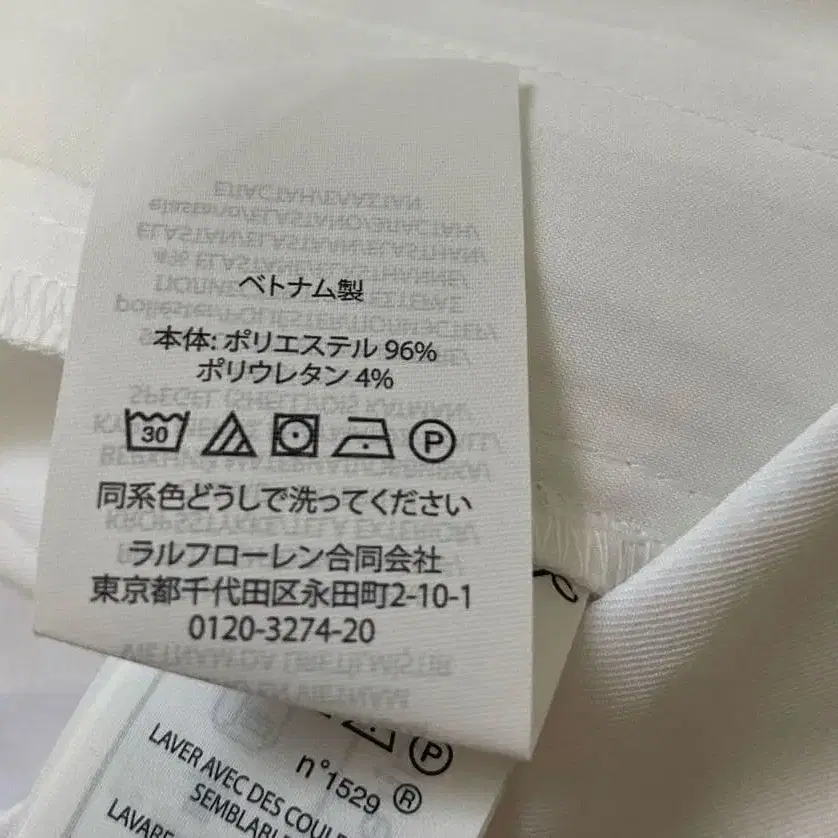 ベトナム製
本体: ポリエステル 96%
ポリウレタン 4%
30 P
同系色どうしで洗ってください
ラルフローレン合同会社
東京都千代田区永田町2-10-1
0120-3274-20
P
n°1529 ®
LAVER AVEC DES COULE
SEMBLABL
LAVARE